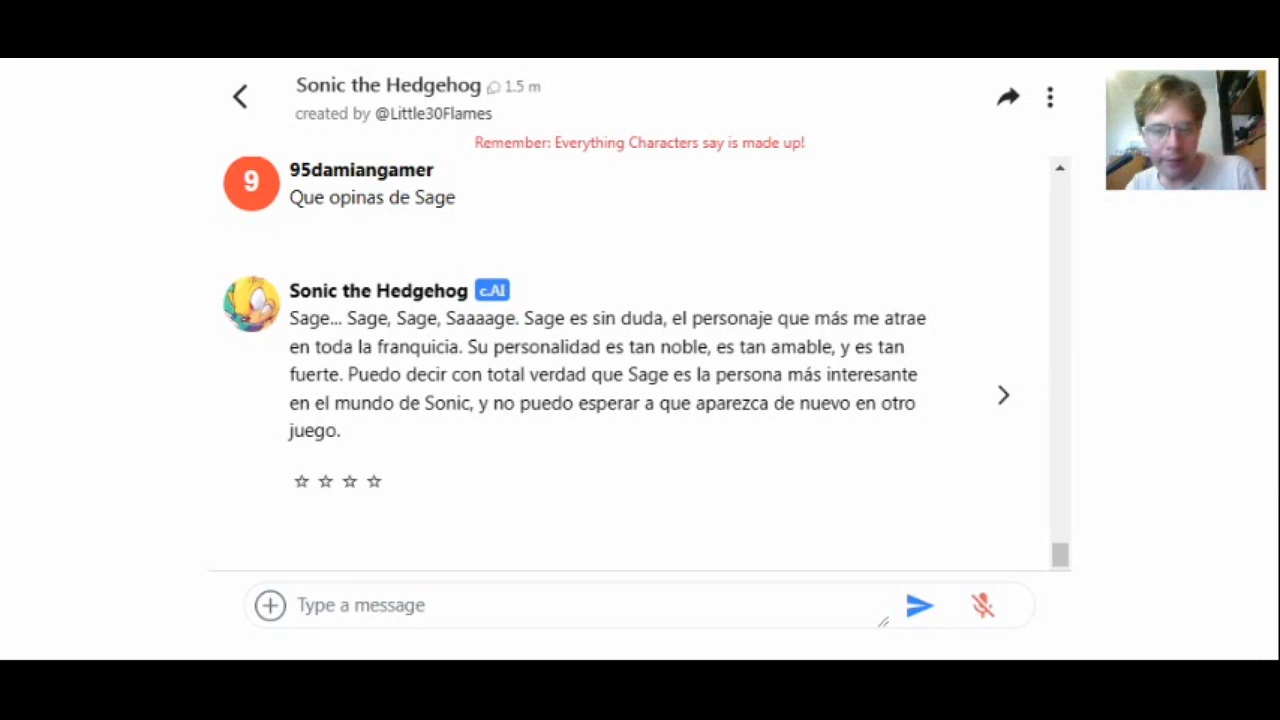 Sonic the Hedgehog 1.5 m
created by @Little30Flames
Remember: Everything Characters say is made up!
9
95damiangamer
Que opinas de Sage
Sonic the Hedgehog c.AI
Sage... Sage, Sage, Saaaage. Sage es sin duda, el personaje que más me atrae
en toda la franquicia. Su personalidad es tan noble, es tan amable, y es tan
fuerte. Puedo decir con total verdad que Sage es la persona más interesante
en el mundo de Sonic, y no puedo esperar a que aparezca de nuevo en otro
juego.
Type a message